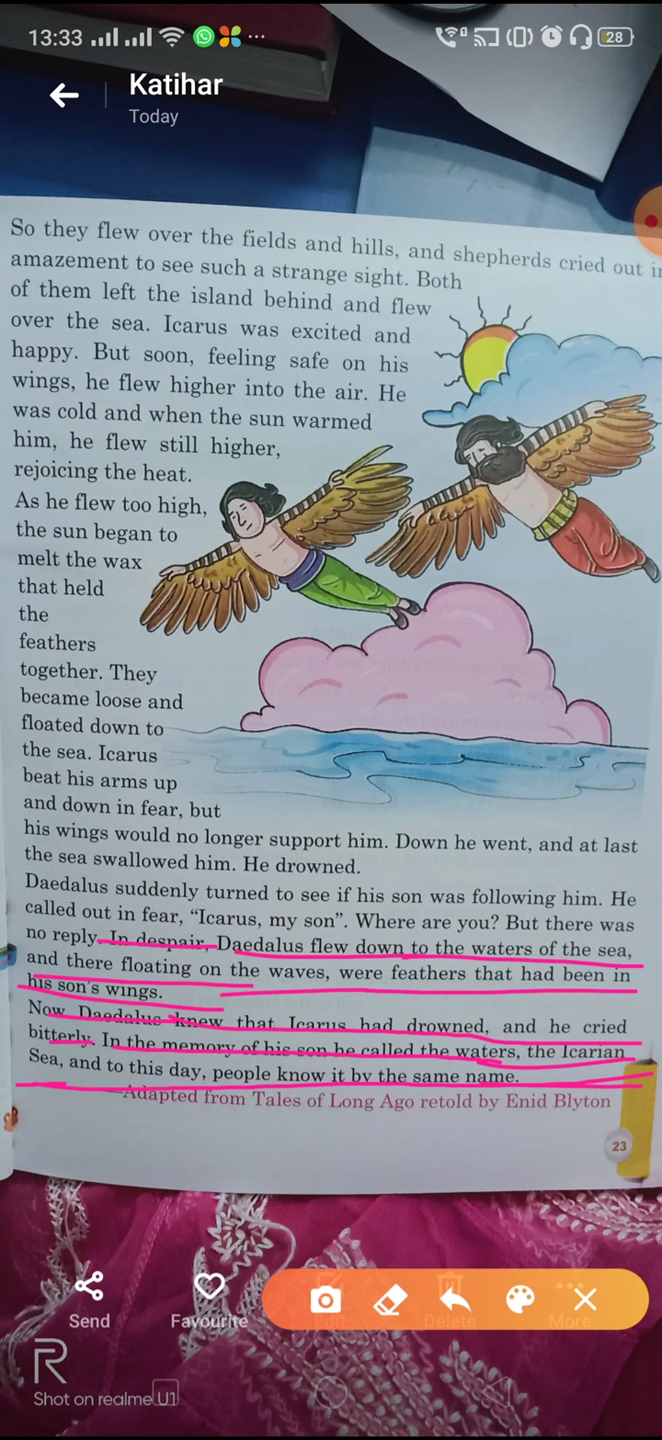 13:33
28
Katihar
Today
So they flew over the fields and hills, and shepherds cried out in
amazement to see such a strange sight. Both
of them left the island behind and flew
over the sea. Icarus was excited and
happy. But soon, feeling safe on his
wings, he flew higher into the air. He
was cold and when the sun warmed
him, he flew still higher,
rejoicing the heat.
As he flew too high,
the sun began to
melt the wax
that held
the
feathers
together. They
became loose and
floated down to
the sea. Icarus
beat his arms up
and down in fear, but
his wings would no longer support him. Down he went, and at last
the sea swallowed him. He drowned.
Daedalus suddenly turned to see if his son was following him. He
called out in fear, “Icarus, my son”. Where are you? But there was
no reply. In despair, Daedalus flew down to the waters of the sea,
and there floating on the waves, were feathers that had been in
his son's wings.
Now Daedalus knew that Icarus had drowned, and he cried
bitterly. In the memory of his son he called the waters, the Icarian
Sea, and to this day, people know it by the same name.
—Adapted from Tales of Long Ago retold by Enid Blyton
23
Send
Favourite
Edit
Delete
More
R
Shot on realme U1